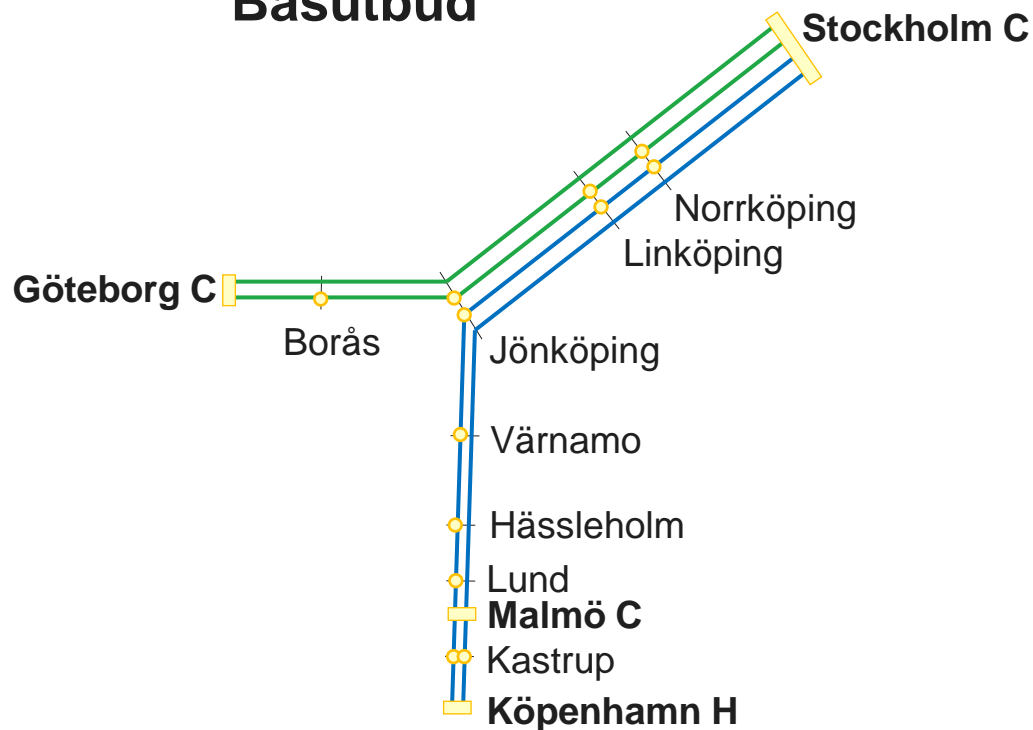 Basutbud
Stockholm C
Norrköping
Linköping
Göteborg C
Borås
Jönköping
Värnamo
Hässleholm
Lund
Malmö C
Kastrup
Köpenhamn H